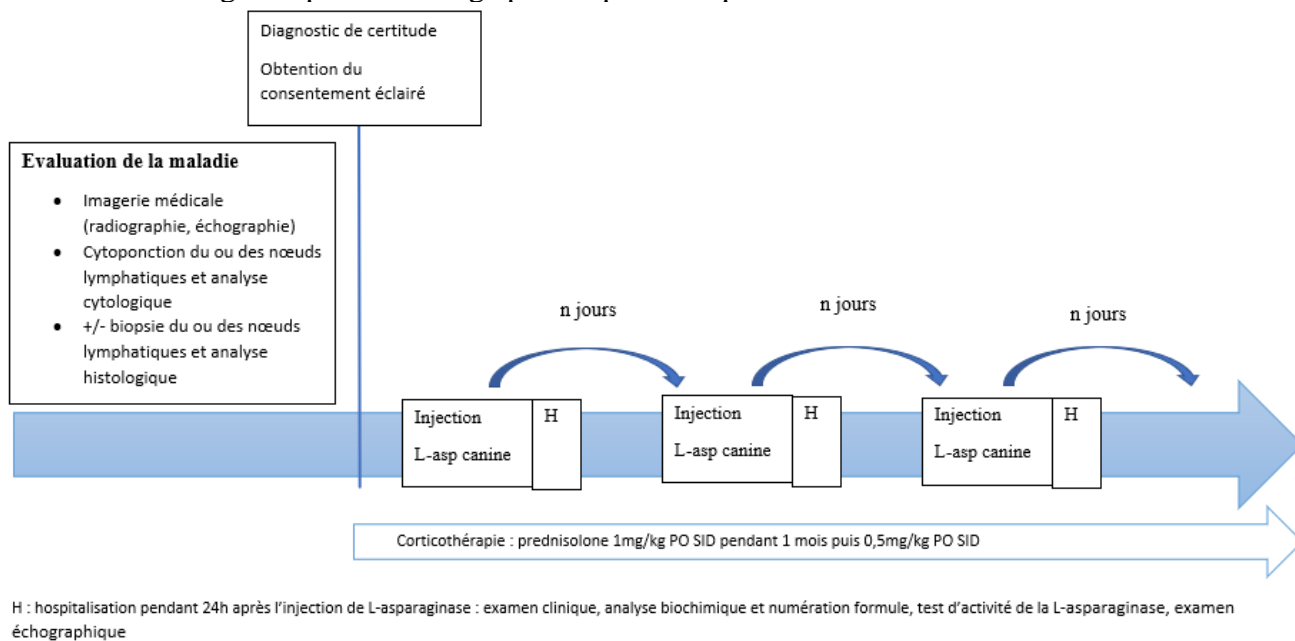 Diagnostic de certitude
Obtention du
consentement éclairé
Evaluation de la maladie
• Imagerie médicale
(radiographie, échographie)
• Cytoponction du ou des nœuds
lymphatiques et analyse
cytologique
• +/- biopsie du ou des nœuds
lymphatiques et analyse
histologique
n jours
n jours
n jours
Injection
L-asp canine
H
Injection
L-asp canine
H
Injection
L-asp canine
H
Corticothérapie : prednisolone 1mg/kg PO SID pendant 1 mois puis 0,5mg/kg PO SID
H : hospitalisation pendant 24h après l'injection de L-asparaginase : examen clinique, analyse biochimique et numération formule, test d'activité de la L-asparaginase, examen
échographique